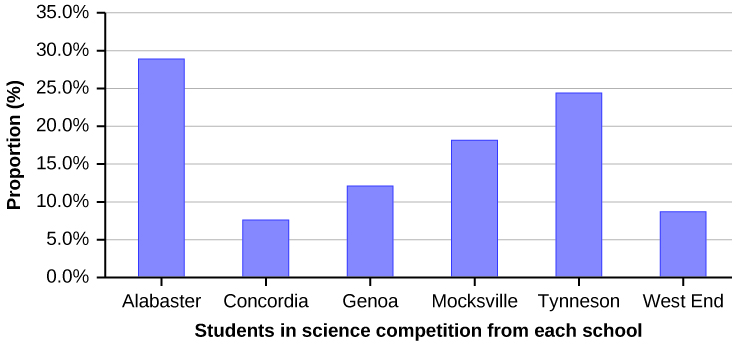 35.0%
30.0%
25.0%
20.0%
15.0%
10.0%
5.0%
0.0%
Proportion (%)
Alabaster Concordia Genoa Mocksville Tynneson West End
Students in science competition from each school